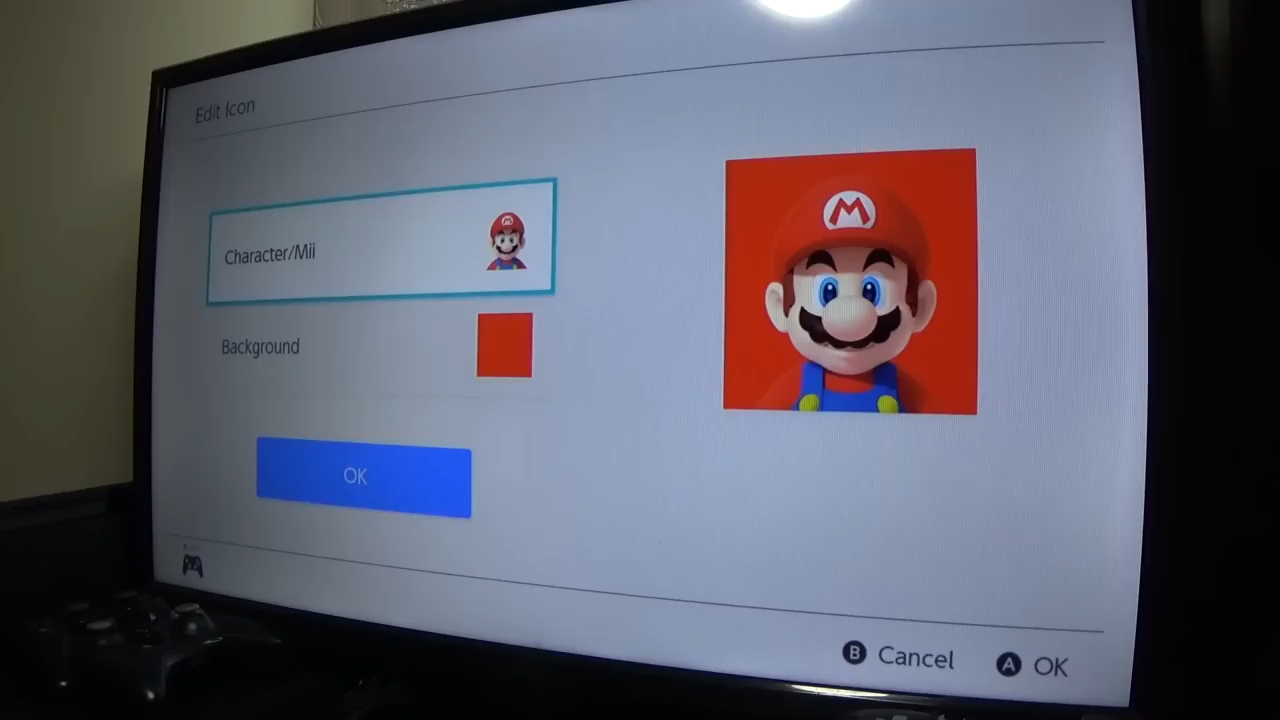 Edit Icon
Character/Mii
M
M
Background
OK
B Cancel A OK